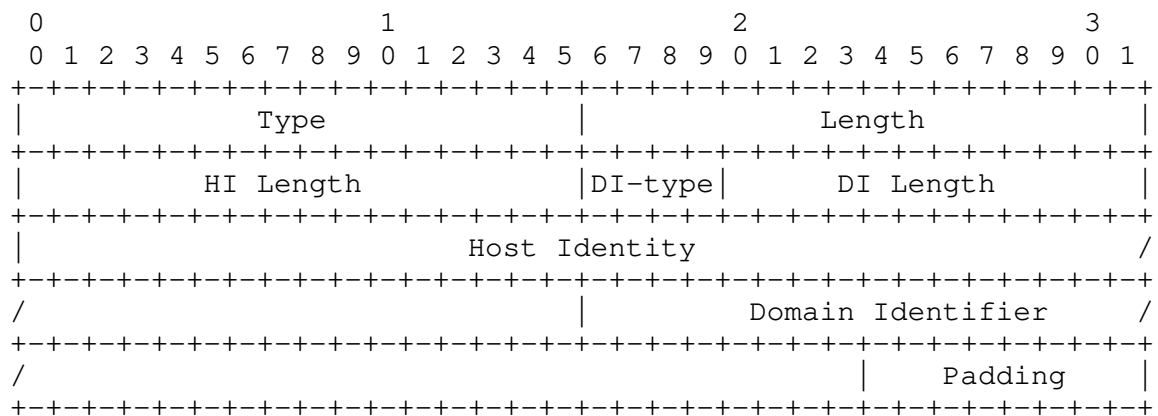 0                   1                   2                   3
 0 1 2 3 4 5 6 7 8 9 0 1 2 3 4 5 6 7 8 9 0 1 2 3 4 5 6 7 8 9 0 1
+-+-+-+-+-+-+-+-+-+-+-+-+-+-+-+-+-+-+-+-+-+-+-+-+-+-+-+-+-+-+-+-+
|             Type              |             Length            |
+-+-+-+-+-+-+-+-+-+-+-+-+-+-+-+-+-+-+-+-+-+-+-+-+-+-+-+-+-+-+-+-+
|          HI Length            |DI-type|      DI Length        |
+-+-+-+-+-+-+-+-+-+-+-+-+-+-+-+-+-+-+-+-+-+-+-+-+-+-+-+-+-+-+-+-+
|                         Host Identity                         /
+-+-+-+-+-+-+-+-+-+-+-+-+-+-+-+-+-+-+-+-+-+-+-+-+-+-+-+-+-+-+-+-+
/                               |         Domain Identifier     /
+-+-+-+-+-+-+-+-+-+-+-+-+-+-+-+-+-+-+-+-+-+-+-+-+-+-+-+-+-+-+-+-+
/                                               |    Padding    |
+-+-+-+-+-+-+-+-+-+-+-+-+-+-+-+-+-+-+-+-+-+-+-+-+-+-+-+-+-+-+-+-+